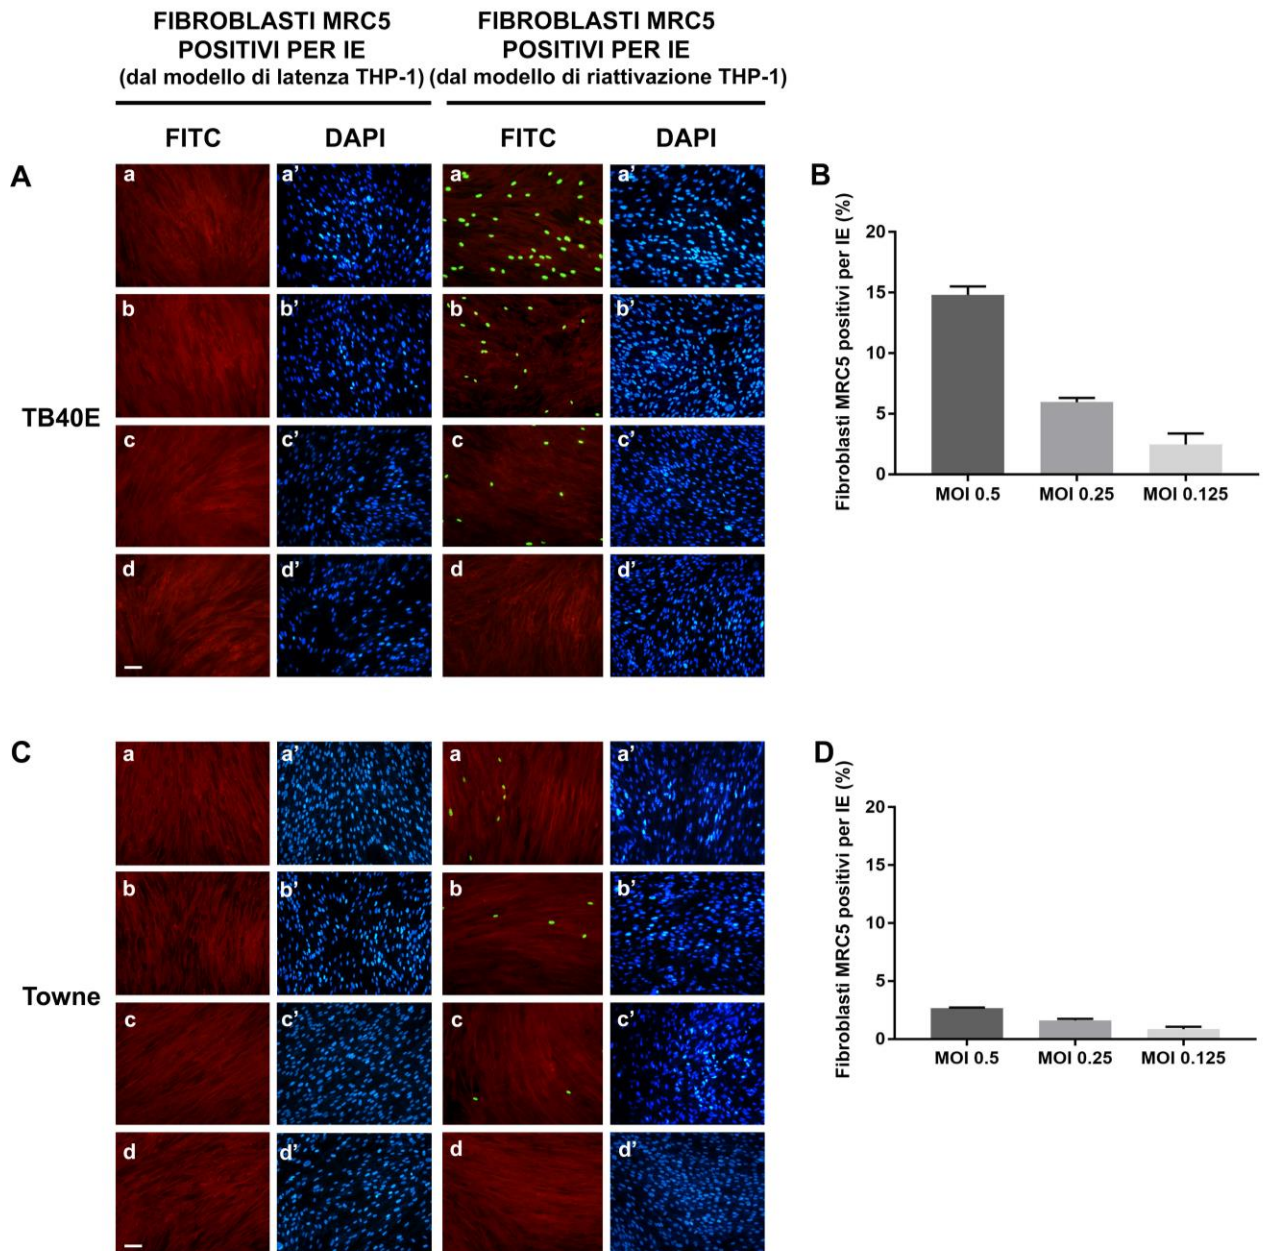 FIBROBLASTI MRC5
POSITIVI PER IE
(dal modello di latenza THP-1)
FIBROBLASTI MRC5
POSITIVI PER IE
(dal modello di riattivazione THP-1)
FITC
DAPI
FITC
DAPI
A
TB40E
a
a'
a
a'
b
b'
b
b'
c
c'
c
c'
d
d'
d
d'
B
Fibroblasti MRC5 positivi per IE (%)
20
15
10
5
0
MOI 0.5
MOI 0.25
MOI 0.125
C
Towne
a
a'
a
a'
b
b'
b
b'
c
c'
c
c'
d
d'
d
d'
D
Fibroblasti MRC5 positivi per IE (%)
20
15
10
5
0
MOI 0.5
MOI 0.25
MOI 0.125